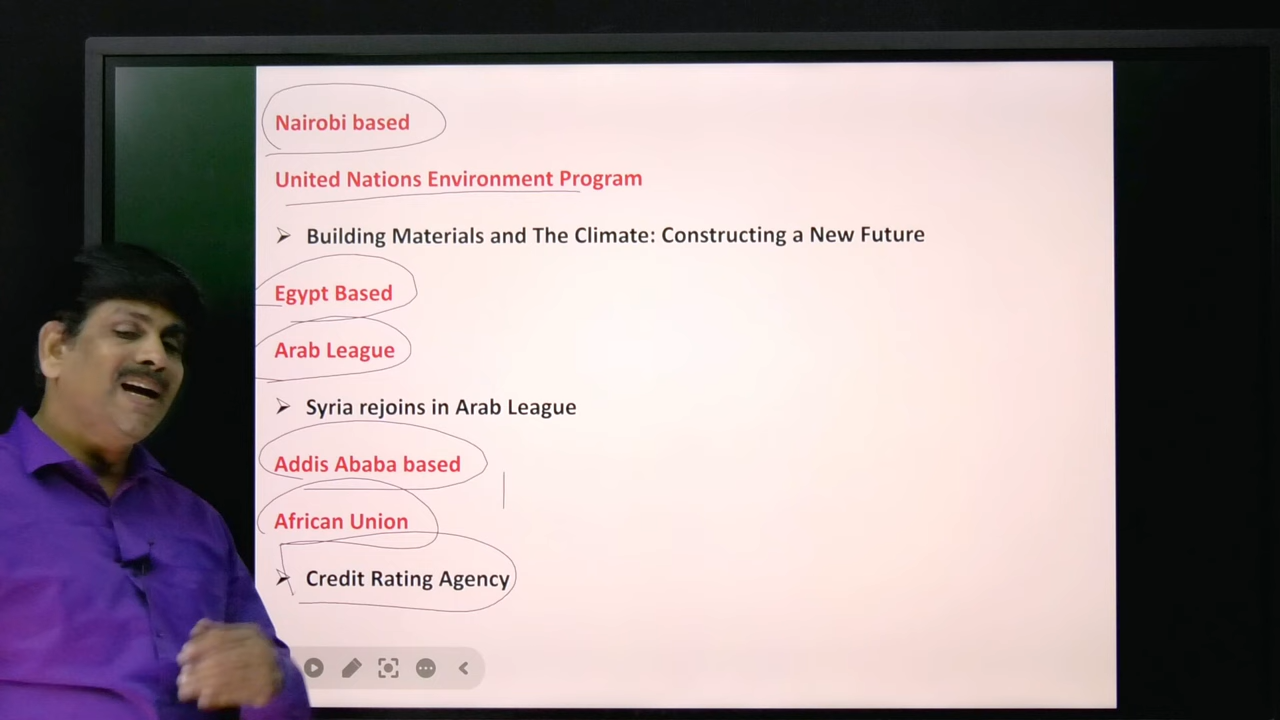 Nairobi based
United Nations Environment Program
Building Materials and The Climate: Constructing a New Future
Egypt Based
Arab League
Syria rejoins in Arab League
Addis Ababa based
African Union
Credit Rating Agency